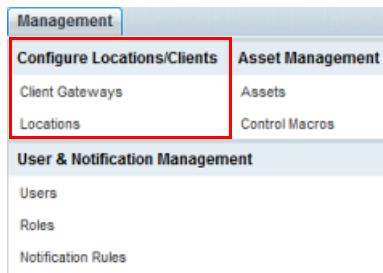 Management
Configure Locations/Clients Asset Management
Client Gateways Assets
Locations Control Macros
User & Notification Management
Users
Roles
Notification Rules